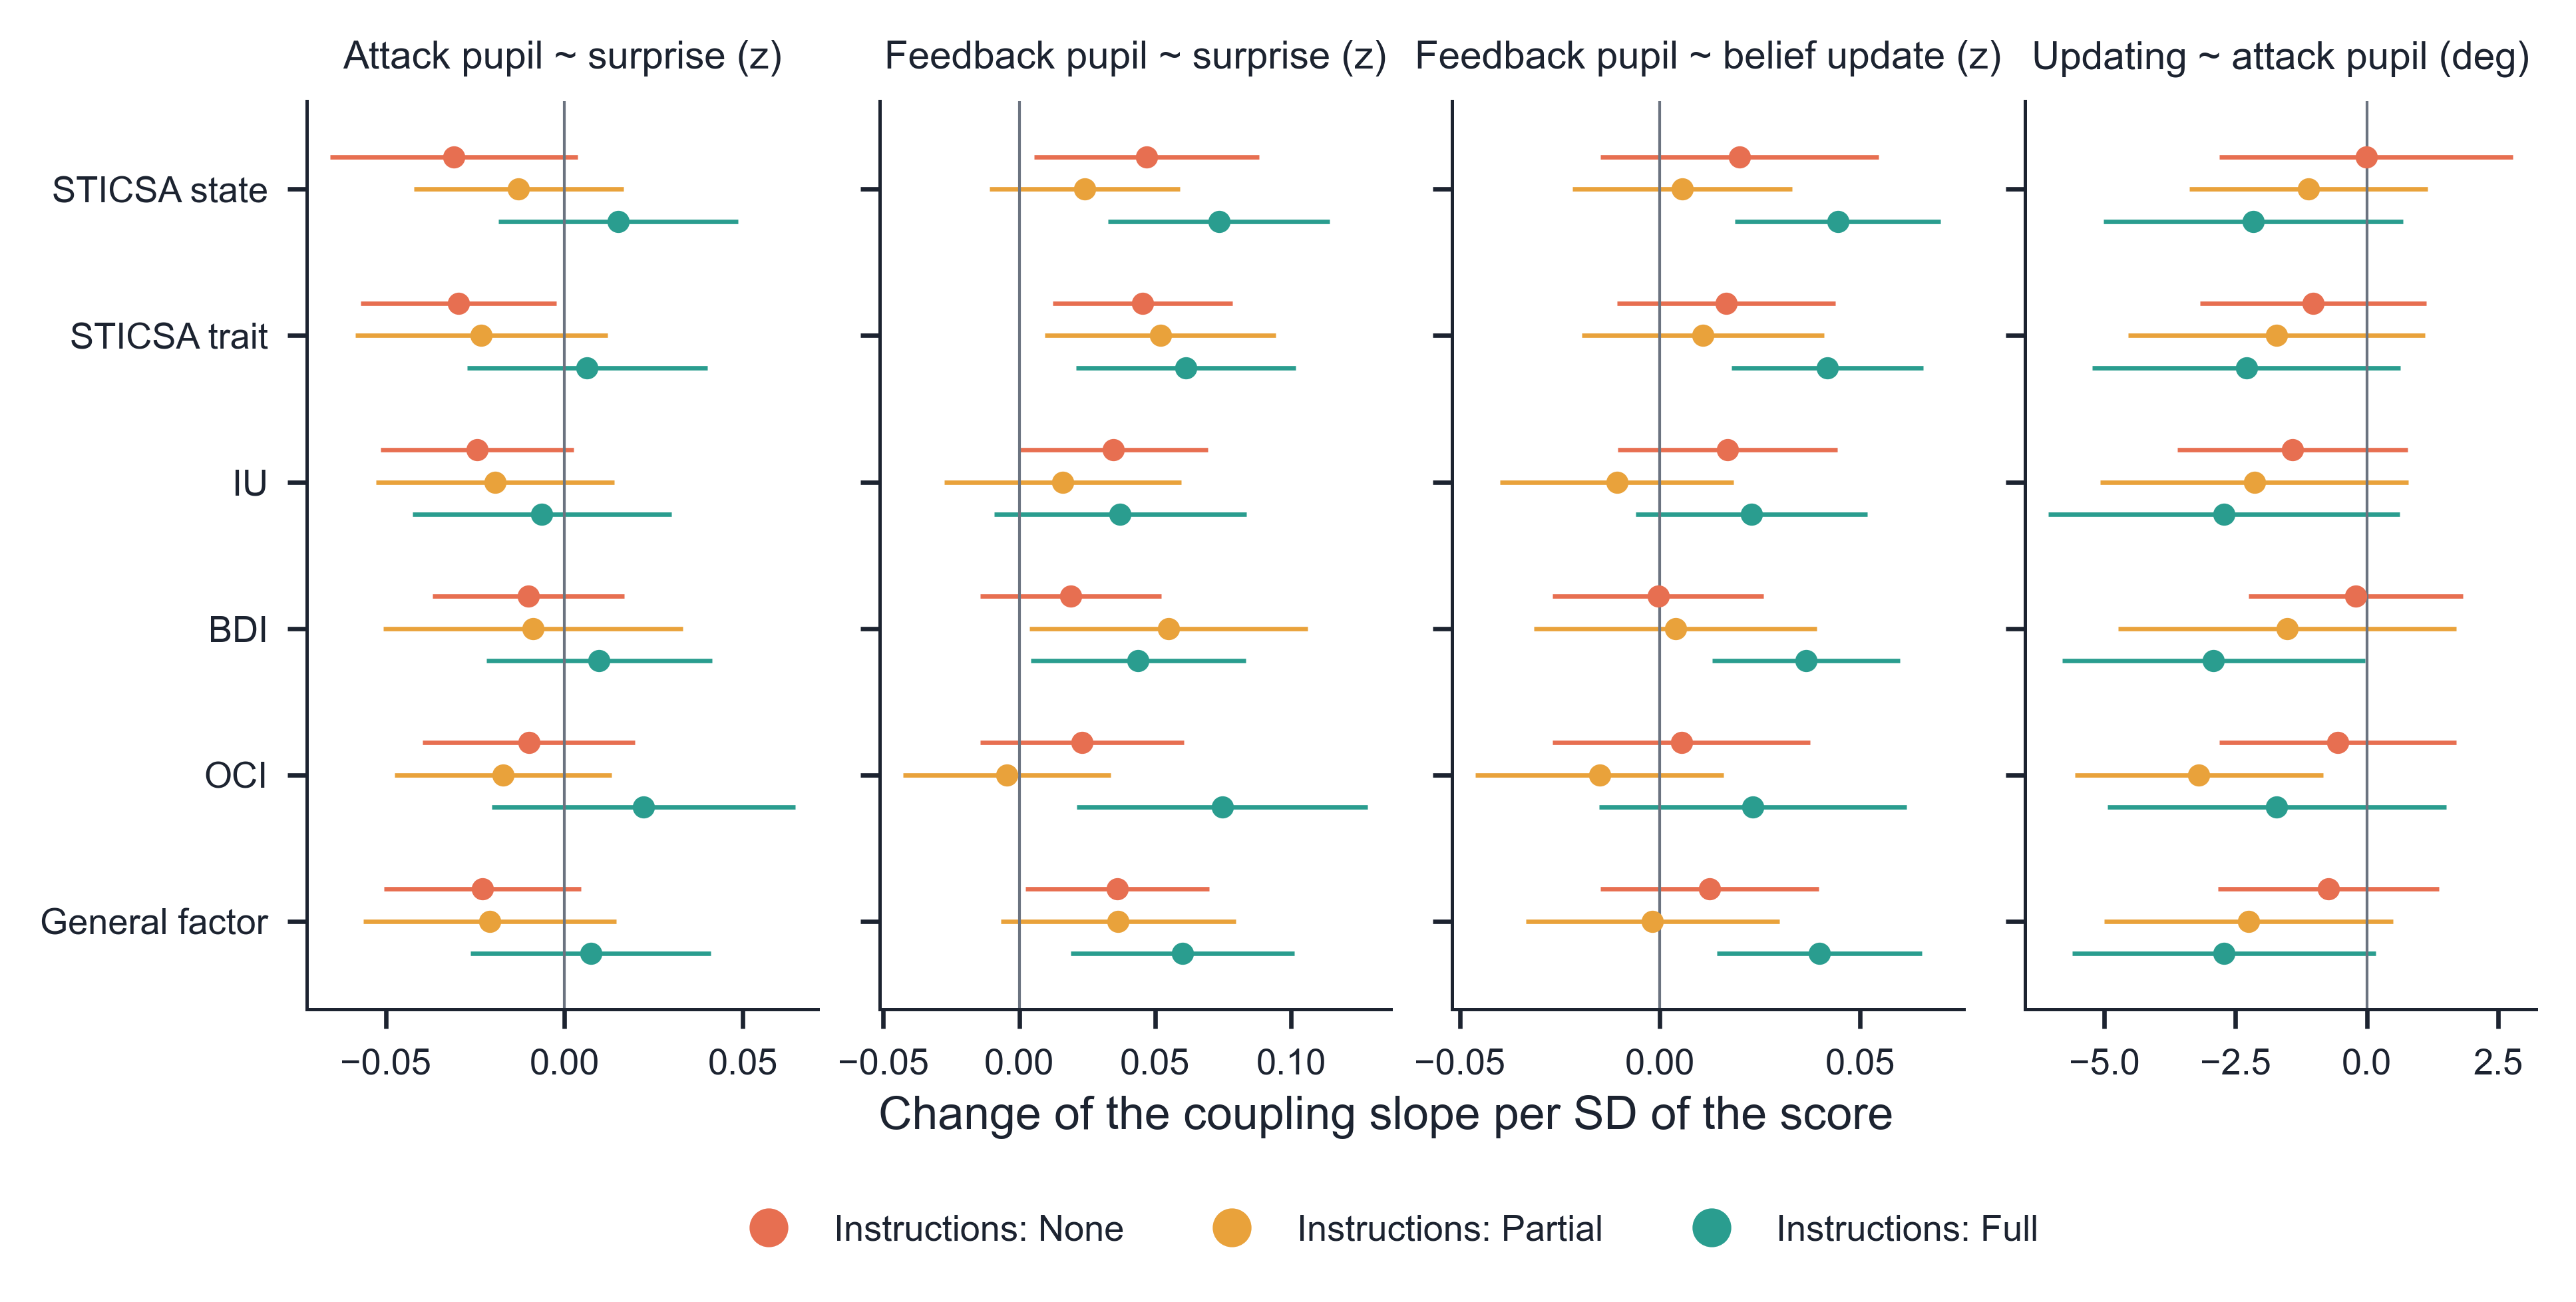 Attack pupil ~ surprise (z)
Feedback pupil ~ surprise (z)
Feedback pupil ~ belief update (z)
Updating ~ attack pupil (deg)
STICSA state
STICSA trait
IU
BDI
OCI
General factor
−0.05 0.00 0.05
−0.05 0.00 0.05 0.10
−0.05 0.00 0.05
−5.0 −2.5 0.0 2.5
Change of the coupling slope per SD of the score
Instructions: None
Instructions: Partial
Instructions: Full